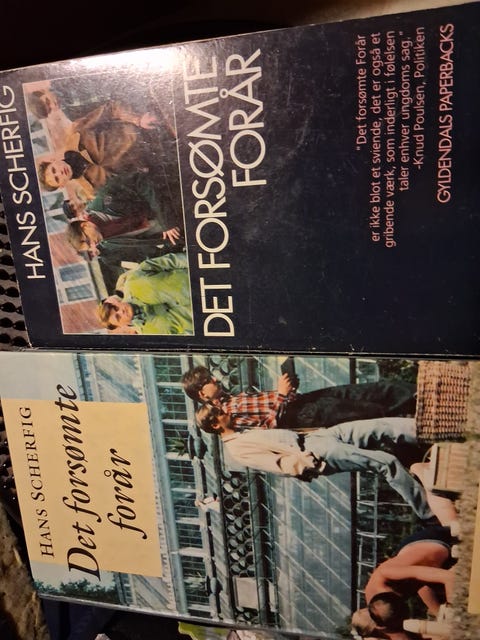 HANS SCHERFIG
DET FORSØMTE
FORÅR
"Det forsømte Forår
er ikke blot et sviende, det er også et
gribende værk, som inderligt i følelsen
taler enhver ungdoms sag."
-Knud Poulsen, Politiken
GYLDENDALS PAPERBACKS
HANS SCHERFIG
Det forsømte
forår